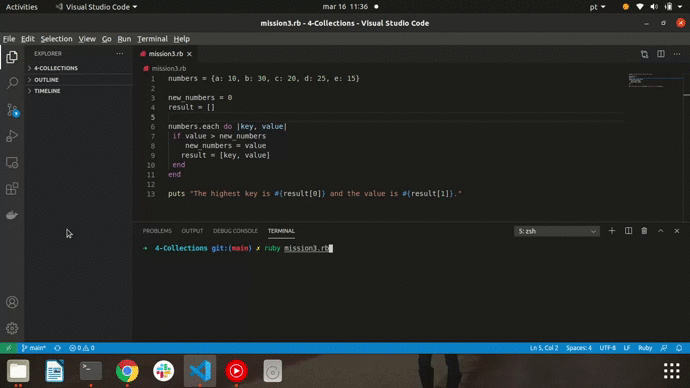 Activities
Visual Studio Code
mar 16 11:36
pt
mission3.rb - 4-Collections - Visual Studio Code
File Edit Selection View Go Run Terminal Help
EXPLORER
mission3.rb
4-COLLECTIONS
OUTLINE
TIMELINE
mission3.rb
1 numbers = {a: 10, b: 30, c: 20, d: 25, e: 15}
2
3 new_numbers = 0
4 result = []
5
6 numbers.each do |key, value|
7 if value > new_numbers
8 new_numbers = value
9 result = [key, value]
10 end
11 end
12
13 puts "The highest key is #{result[0]} and the value is #{result[1]}."
PROBLEMS OUTPUT DEBUG CONSOLE TERMINAL
5: zsh
➜ 4-Collections git:(main) ✗ ruby mission3.rb
main* 0 0
Ln 5, Col 2 Spaces: 4 UTF-8 LF Ruby